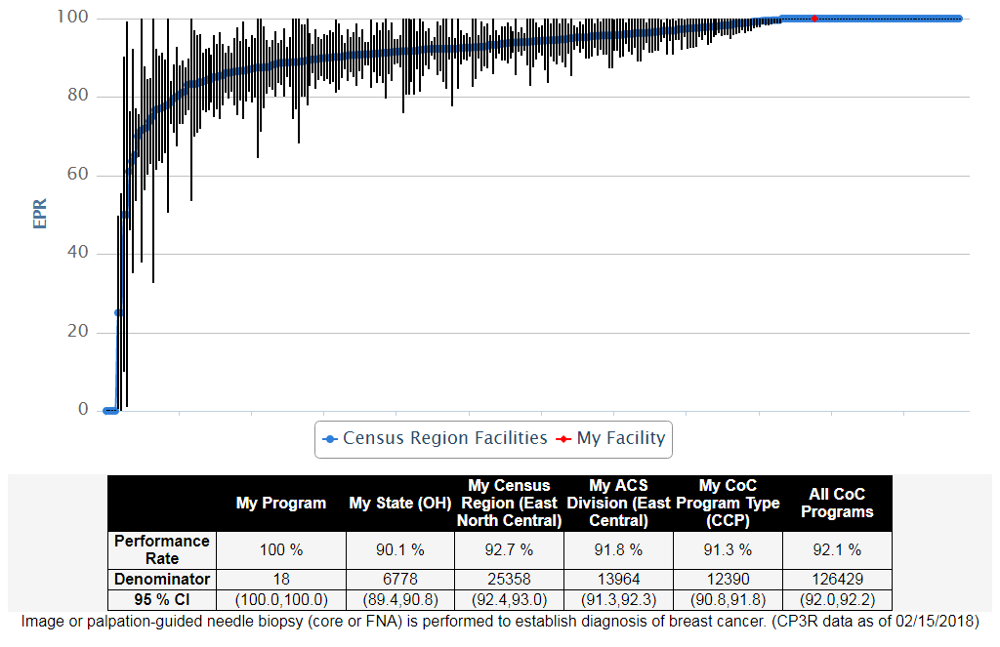 100
80
60
40
20
0
EPR
Census Region Facilities My Facility
My Program My State (OH) My Census Region (East North Central) My ACS Division (East Central) My CoC Program Type (CCP) All CoC Programs
Performance Rate 100 % 90.1 % 92.7 % 91.8 % 91.3 % 92.1 %
Denominator 18 6778 25358 13964 12390 126429
95 % CI (100.0,100.0) (89.4,90.8) (92.4,93.0) (91.3,92.3) (90.8,91.8) (92.0,92.2)
Image or palpation-guided needle biopsy (core or FNA) is performed to establish diagnosis of breast cancer. (CP3R data as of 02/15/2018)